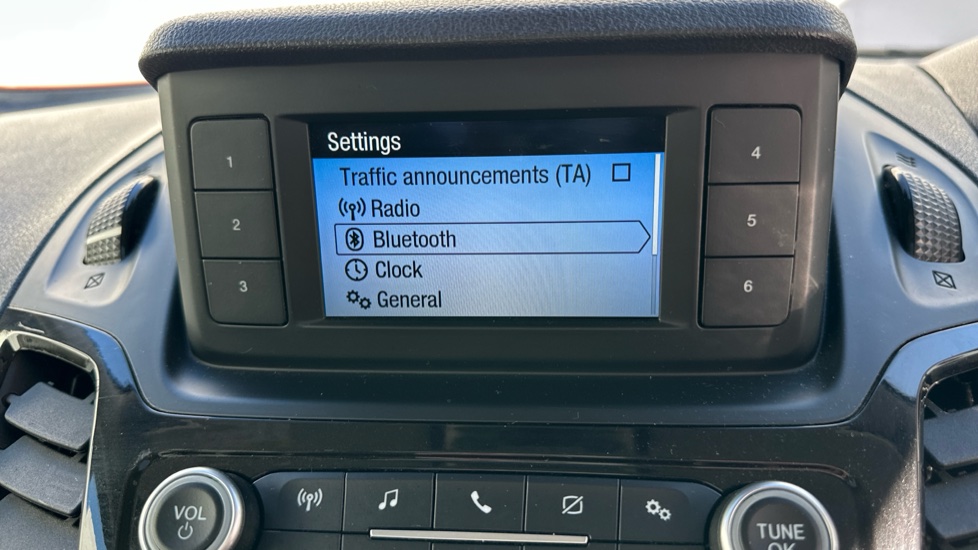 Settings
Traffic announcements (TA)
Radio
Bluetooth
Clock
General
1
2
3
4
5
6
VOL
TUNE
OK